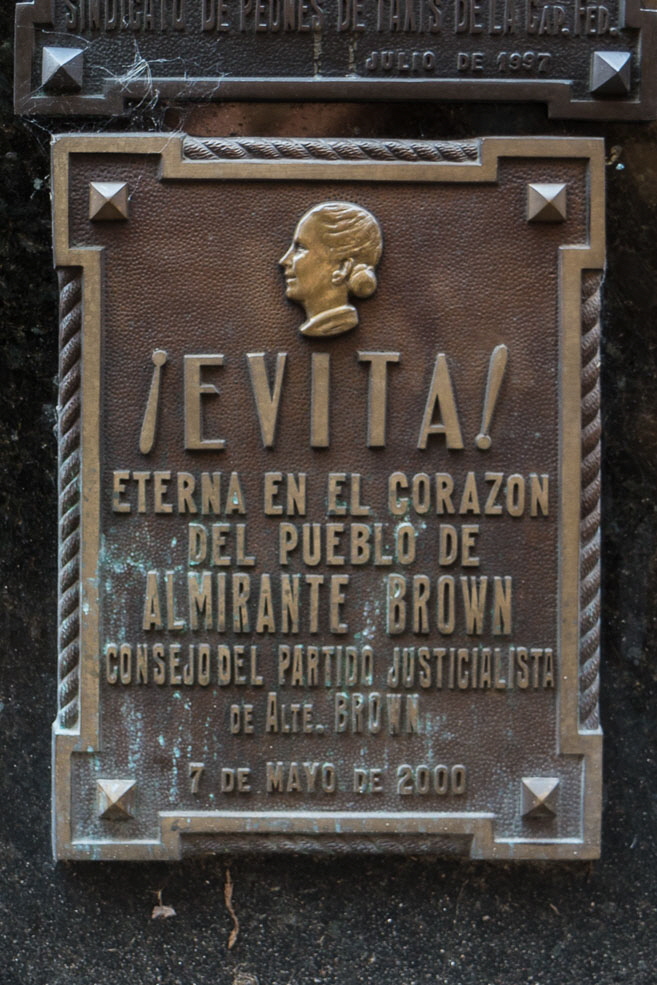 SINDICATO DE PEONES DE TAXIS DE LA CAP. FED.
JULIO DE 1997
¡EVITA!
ETERNA EN EL CORAZON
DEL PUEBLO DE
ALMIRANTE BROWN
CONSEJO DEL PARTIDO JUSTICIALISTA
DE ALTE. BROWN
7 DE MAYO DE 2000